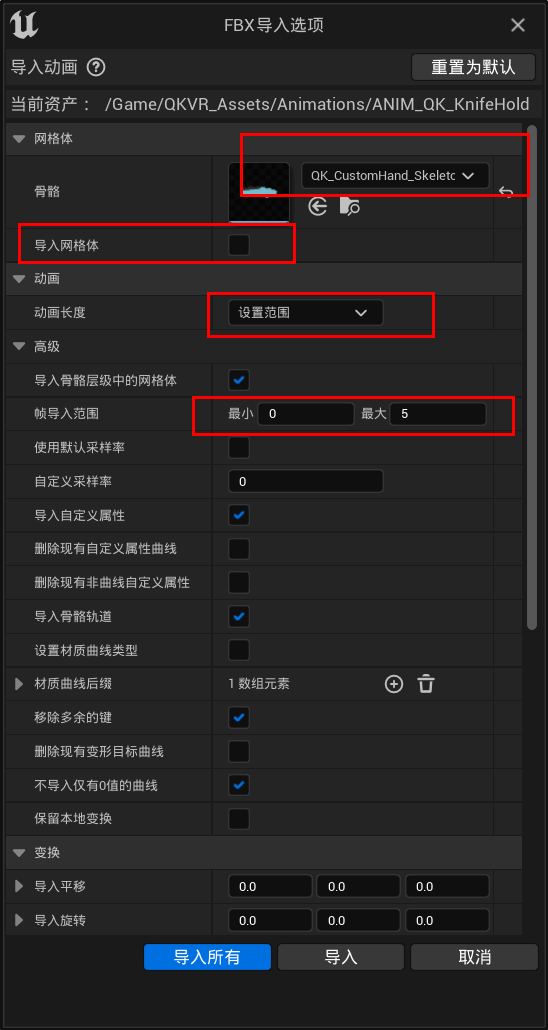 FBX导入选项
导入动画 ?
重置为默认
当前资产： /Game/QKVR_Assets/Animations/ANIM_QK_KnifeHold
网格体
骨骼
QK_CustomHand_Skeletc
导入网格体
动画
动画长度 设置范围
高级
导入骨骼层级中的网格体
帧导入范围 最小 0 最大 5
使用默认采样率
自定义采样率 0
导入自定义属性
删除现有自定义属性曲线
删除现有非曲线自定义属性
导入骨骼轨道
设置材质曲线类型
材质曲线后缀 1 数组元素
移除多余的键
删除现有变形目标曲线
不导入仅有0值的曲线
保留本地变换
变换
导入平移 0.0 0.0 0.0
导入旋转 0.0 0.0 0.0
导入所有 导入 取消